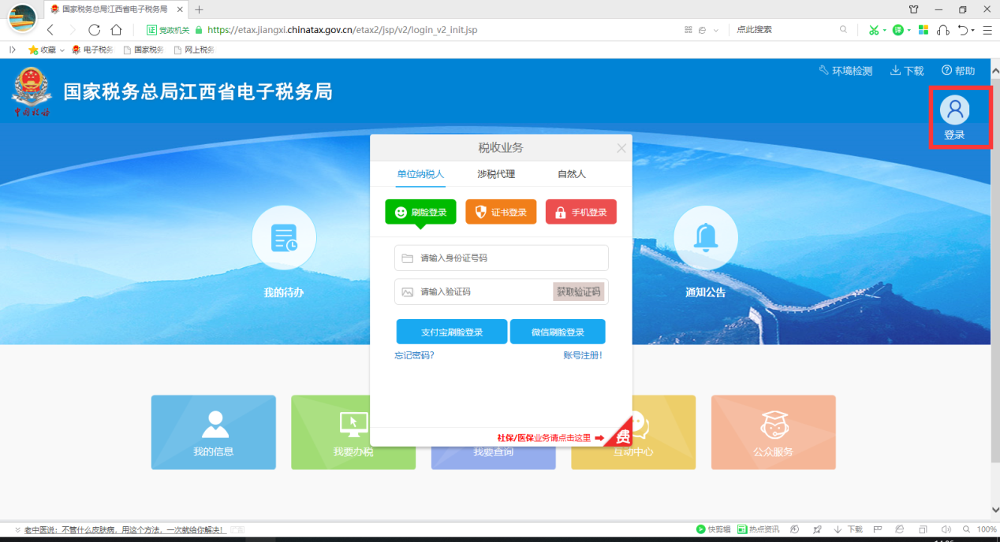 国家税务总局江西省电子税务局
证 党政机关 https://etax.jiangxi.chinatax.gov.cn/etax2/jsp/v2/login_v2_init.jsp
点此搜索
译
收藏 电子税务 国家税务 网上税务
环境检测 下载 帮助
国家税务总局江西省电子税务局
中国税务
登录
税收业务
单位纳税人 涉税代理 自然人
刷脸登录 证书登录 手机登录
请输入身份证号码
请输入验证码 获取验证码
支付宝刷脸登录 微信刷脸登录
忘记密码? 账号注册!
我的待办 通知公告
社保/医保业务请点击这里 费
我的信息 我要办税 我要查询 互动中心 公众服务
老中医说：不管什么皮肤病，用这个方法，一次就给你解决!
快剪辑 热点资讯 下载 100%